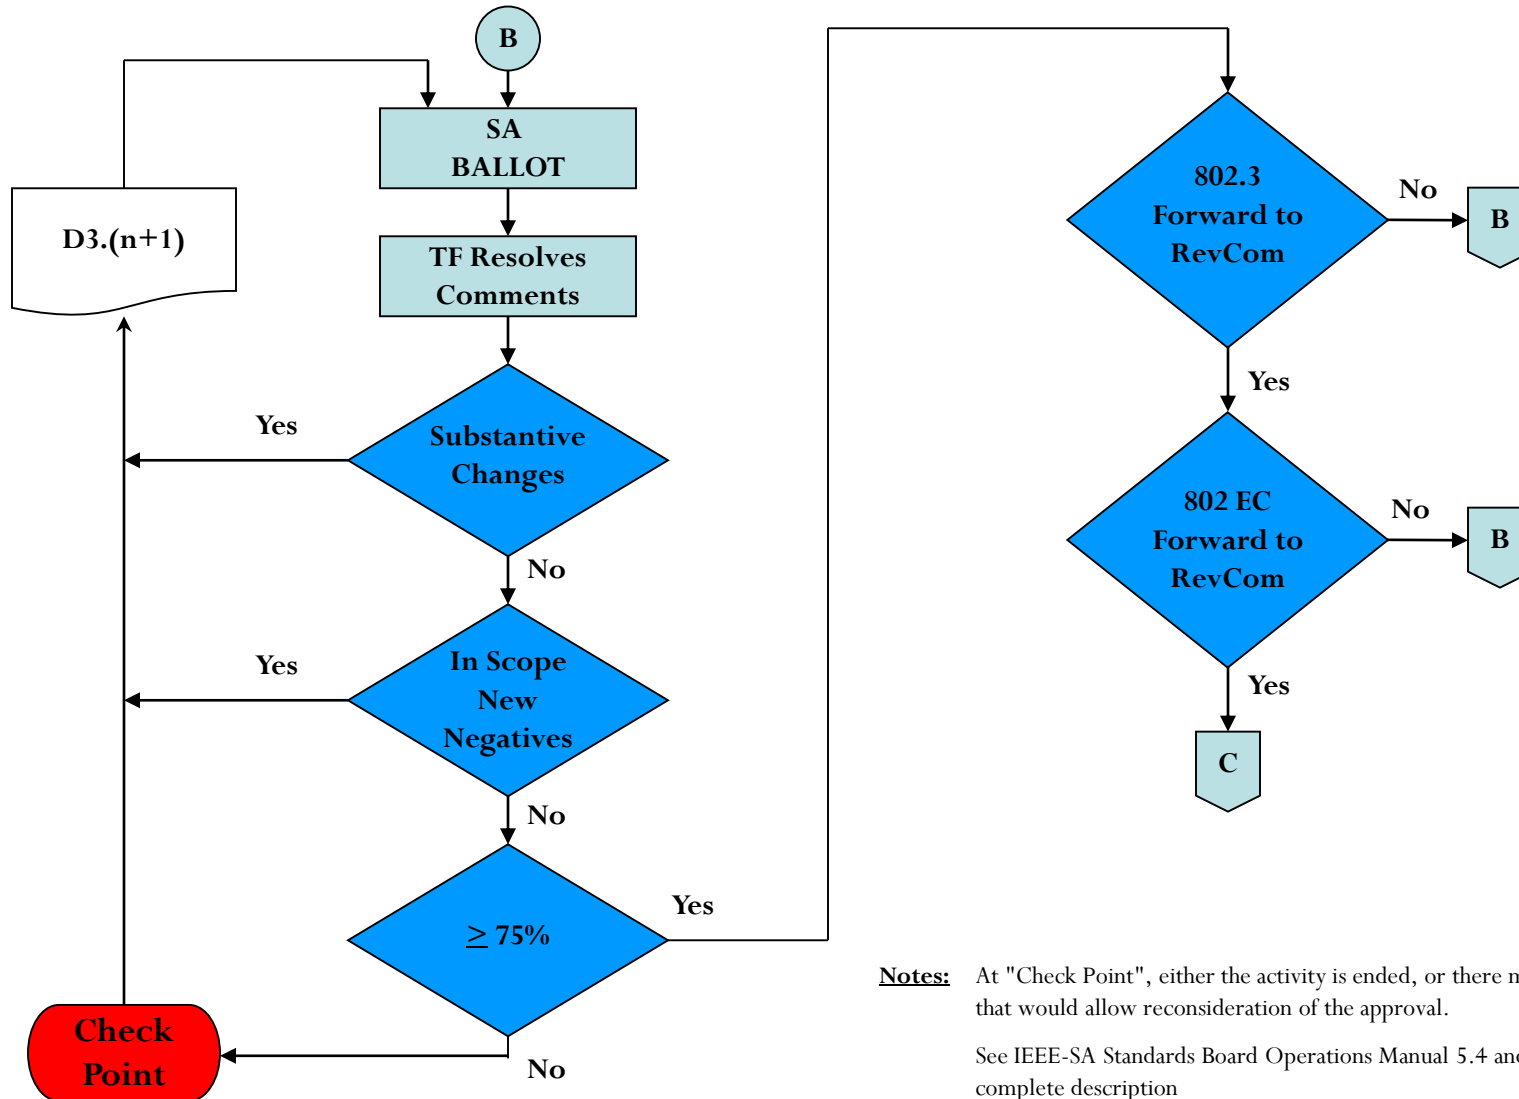 B
SA
BALLOT
D3.(n+1)
TF Resolves
Comments
Yes
Substantive
Changes
No
Yes
In Scope
New
Negatives
No
≥ 75%
Yes
Check
Point
No
802.3
Forward to
RevCom
No
B
Yes
802 EC
Forward to
RevCom
No
B
Yes
C
Notes: At "Check Point", either the activity is ended, or there
that would allow reconsideration of the approval.
See IEEE-SA Standards Board Operations Manual 5.4 and
complete description